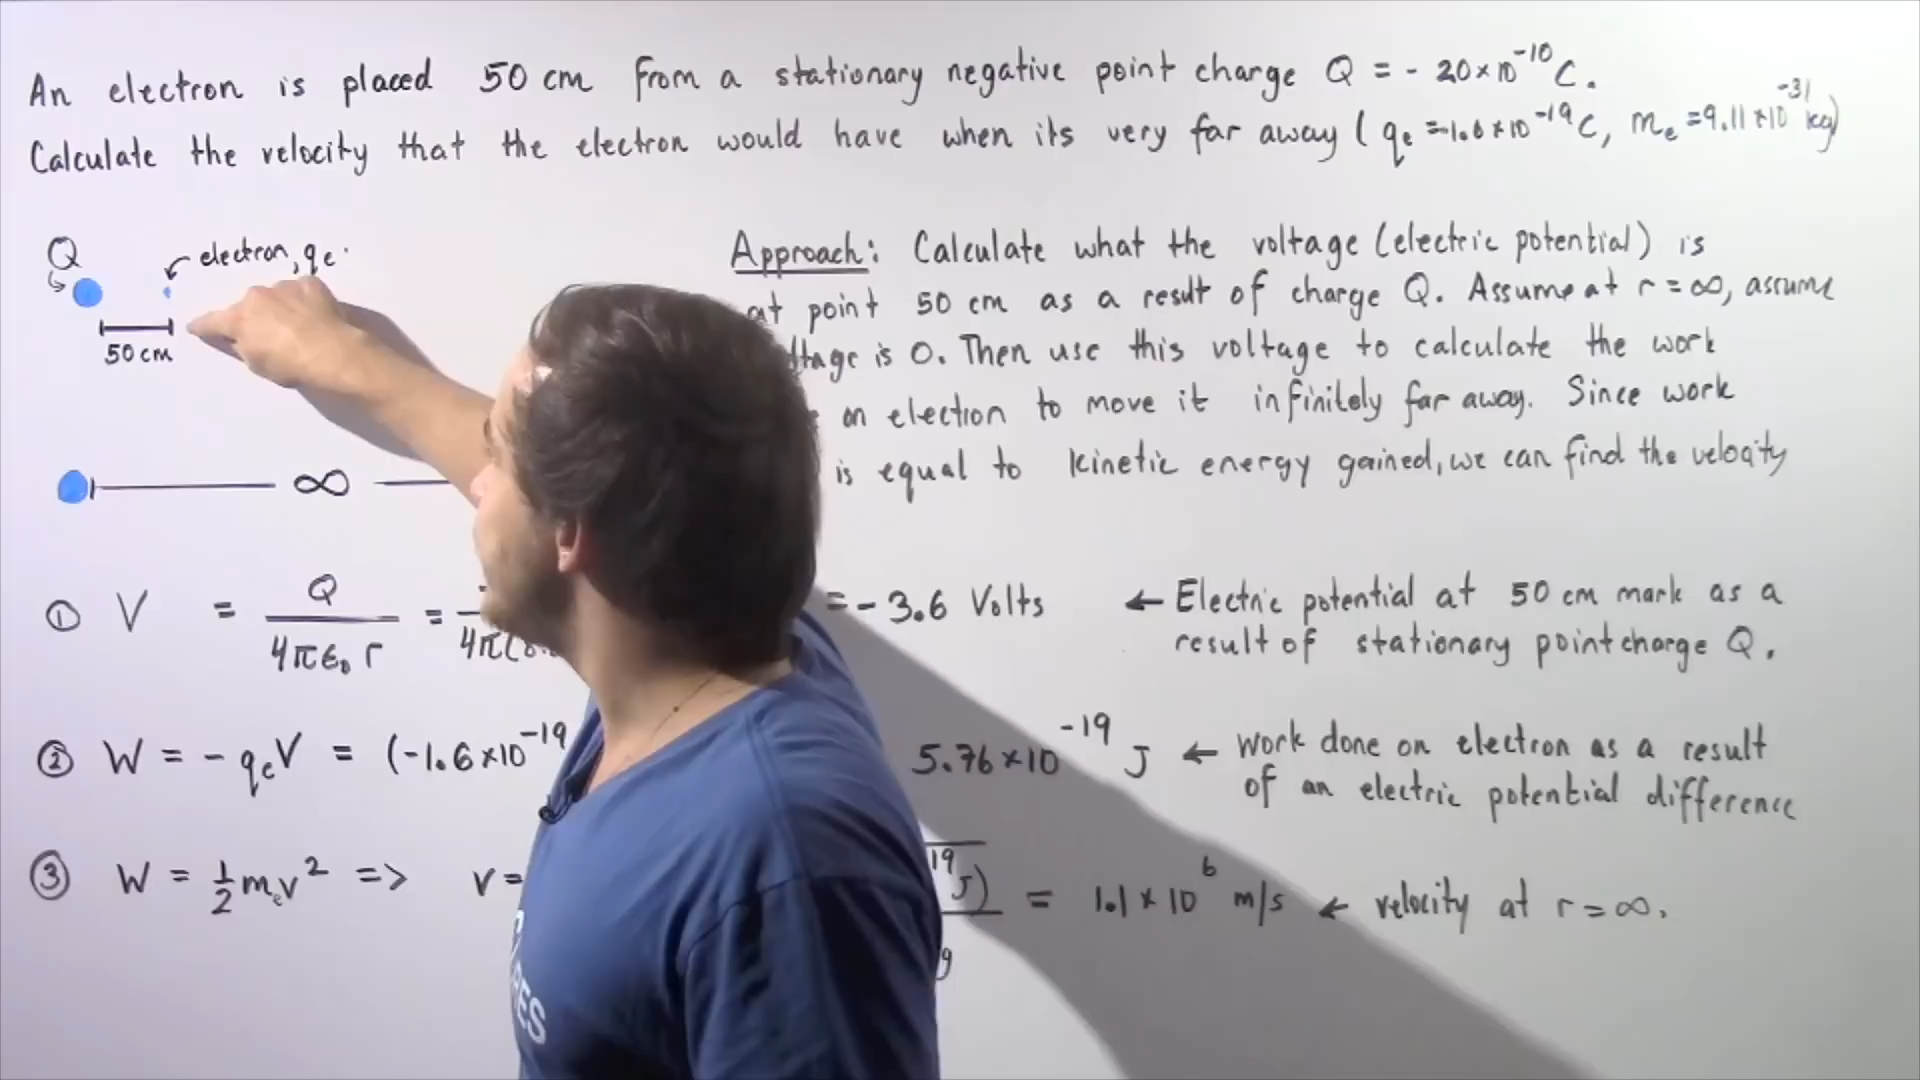 An electron is placed 50 cm from a stationary negative point charge Q = - 20×10⁻¹⁰ C.
Calculate the velocity that the electron would have when its very far away ( qₑ = -1.6×10⁻¹⁹ C, mₑ = 9.11×10⁻³¹ kg)
Q
electron, qₑ.
50 cm
Approach: Calculate what the voltage (electric potential) is
at point 50 cm as a result of charge Q. Assume at r = ∞, assume
is 0. Then use this voltage to calculate the work
on election to move it infinitely far away. Since work
is equal to kinetic energy gained, we can find the velocity
∞
① V = Q / 4πε₀ r = 4π( = - 3.6 Volts ← Electric potential at 50 cm mark as a
result of stationary point charge Q.
② W = - qₑV = (-1.6×10⁻¹⁹ 5.76×10⁻¹⁹ J ← Work done on electron as a result
of an electric potential difference
③ W = 1/2 mₑv² => v = 19 J) = 1.1×10⁶ m/s ← velocity at r = ∞.
g